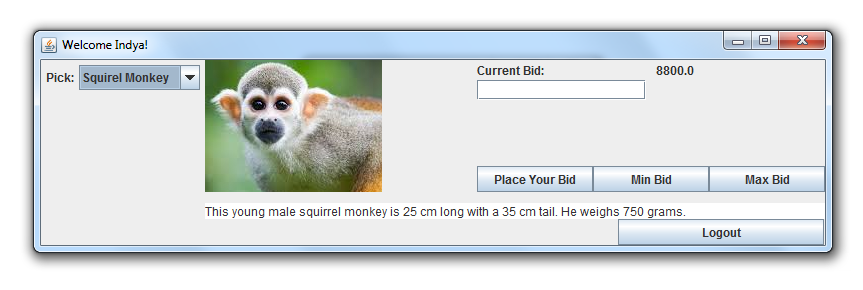 Welcome Indya!
Pick: Squirel Monkey
Current Bid: 8800.0
Place Your Bid Min Bid Max Bid
This young male squirrel monkey is 25 cm long with a 35 cm tail. He weighs 750 grams.
Logout